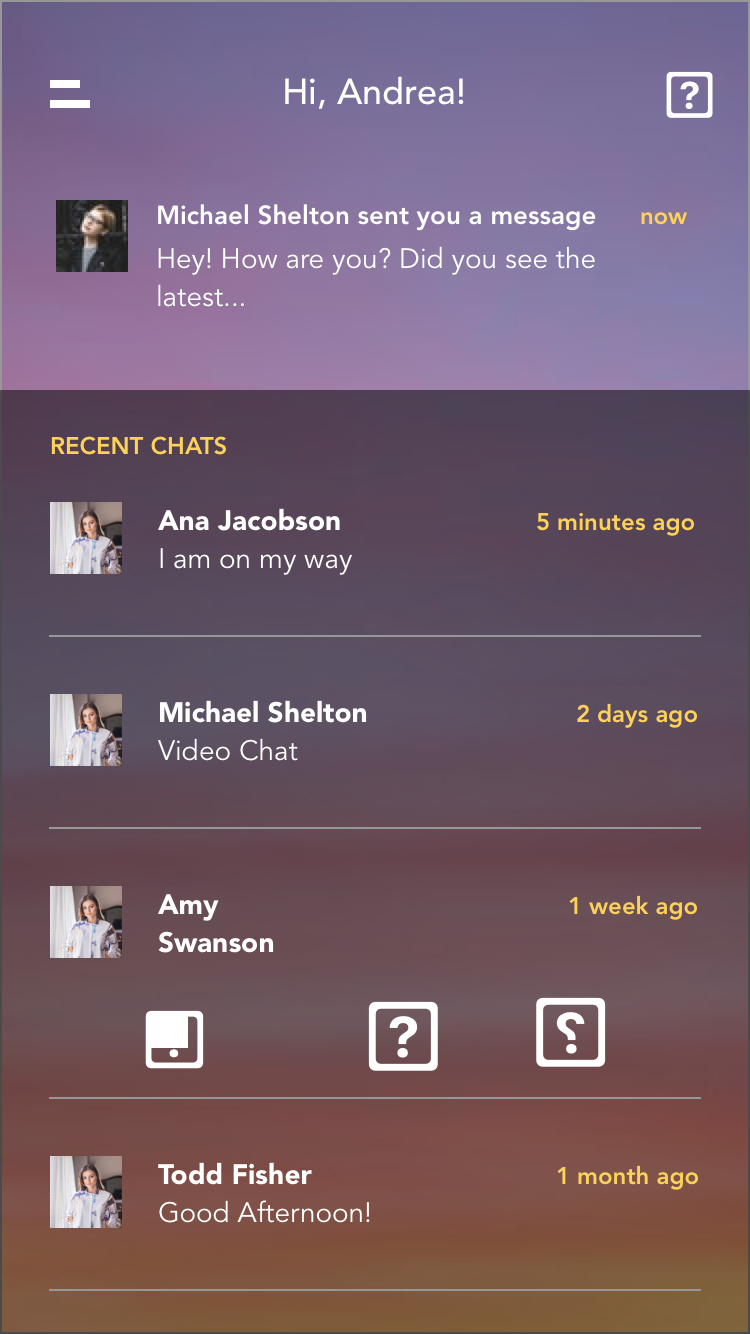 Hi, Andrea!
?
Michael Shelton sent you a message
now
Hey! How are you? Did you see the
latest...
RECENT CHATS
Ana Jacobson
5 minutes ago
I am on my way
Michael Shelton
2 days ago
Video Chat
Amy
1 week ago
Swanson
?
?
Todd Fisher
1 month ago
Good Afternoon!